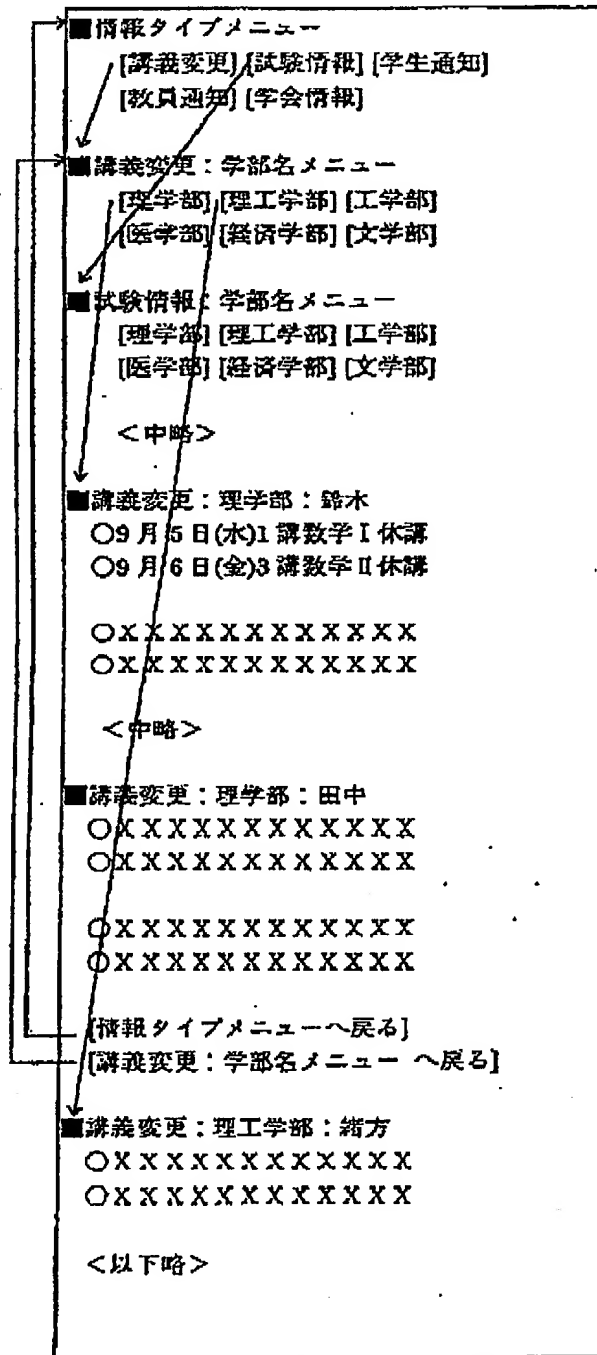 ■情報タイプメニュー
[講義変更] [試験情報] [学生通知]
[教員通知] [学会情報]
■講義変更：学部名メニュー
[理学部] [理工学部] [工学部]
[医学部] [経済学部] [文学部]
■試験情報：学部名メニュー
[理学部] [理工学部] [工学部]
[医学部] [経済学部] [文学部]
＜中略＞
■講義変更：理学部：鈴木
○9月5日(水)1講数学Ⅰ休講
○9月6日(金)3講数学Ⅱ休講
○XXXXXXXXXXXXX
○XXXXXXXXXXXXX
＜中略＞
■講義変更：理学部：田中
○XXXXXXXXXXXX
○XXXXXXXXXXXX
○XXXXXXXXXXXX
○XXXXXXXXXXXX
[情報タイプメニューへ戻る]
[講義変更：学部名メニュー へ戻る]
■講義変更：理工学部：緒方
○XXXXXXXXXXXX
○XXXXXXXXXXXX
＜以下略＞